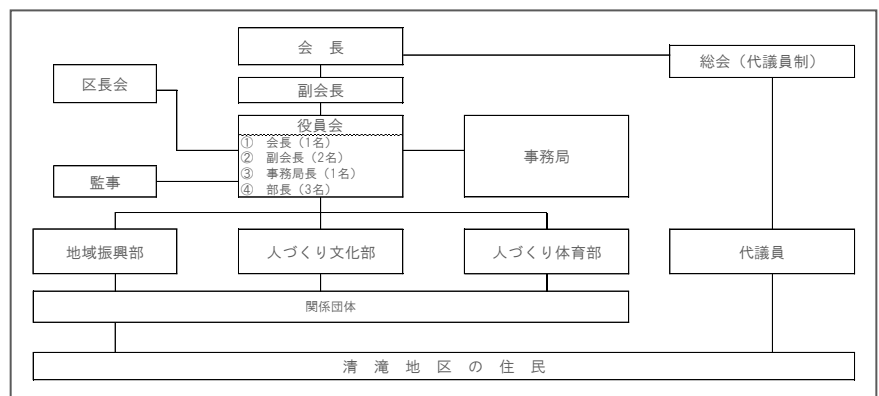 会　長
総会（代議員制）
区長会
副会長
役員会
①　会長（1名）
②　副会長（2名）
③　事務局長（1名）
④　部長（3名）
事務局
監事
地域振興部
人づくり文化部
人づくり体育部
代議員
関係団体
清　滝　地　区　の　住　民